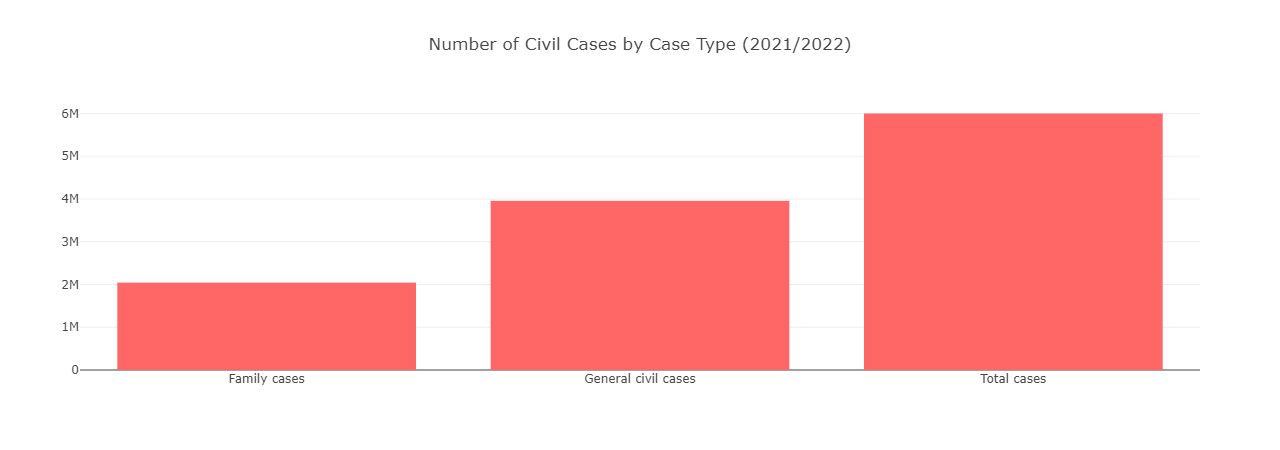 Number of Civil Cases by Case Type (2021/2022)
6M
5M
4M
3M
2M
1M
0
Family cases
General civil cases
Total cases